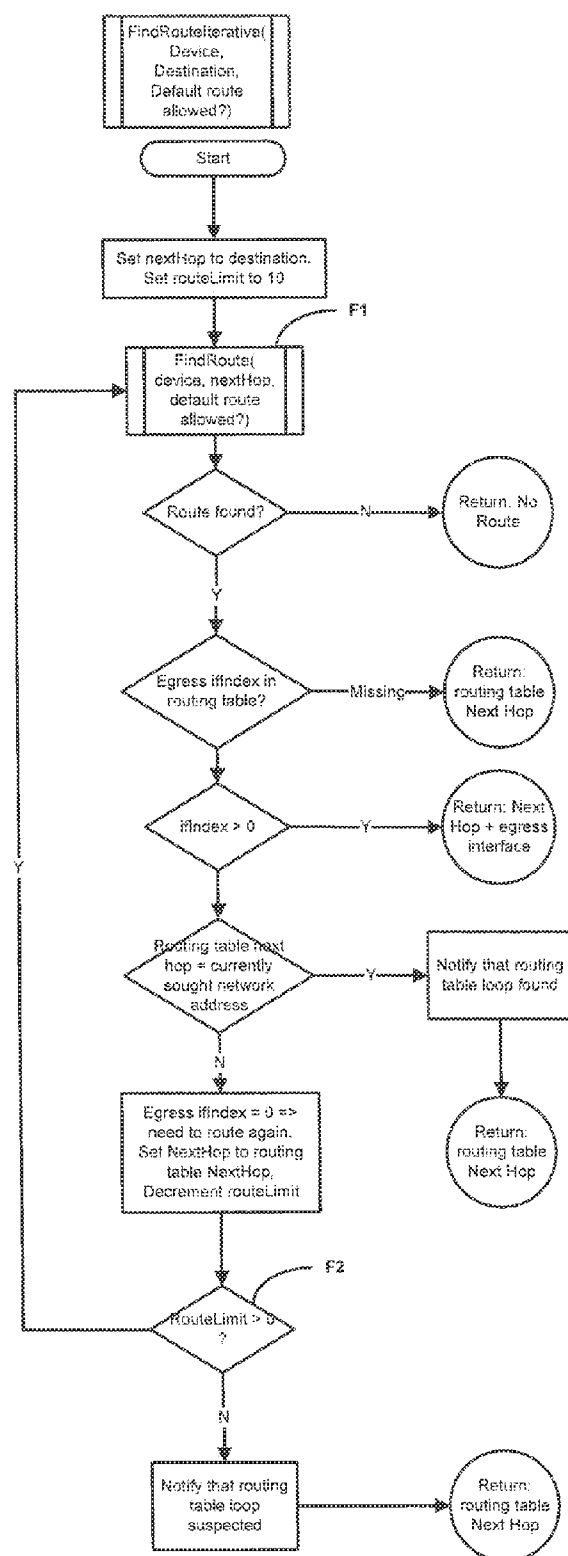 FindRouteIterative(
Device,
Destination,
Default route
allowed?)
Start
Set nextHop to destination.
Set routeLimit to 10
F1
FindRoute(
device, nextHop,
default route
allowed?)
Route found?
N
Return: No
Route
Y
Egress ifIndex in
routing table?
Missing
Return:
routing table
Next Hop
ifIndex > 0
Y
Return: Next
Hop + egress
interface
Y
Routing table next
hop = currently
sought network
address
Y
Notify that routing
table loop found
N
Egress ifIndex = 0 =>
need to route again.
Set NextHop to routing
table NextHop,
Decrement routeLimit
Return:
routing table
Next Hop
F2
RouteLimit > 0
?
N
Notify that routing
table loop
suspected
Return:
routing table
Next Hop